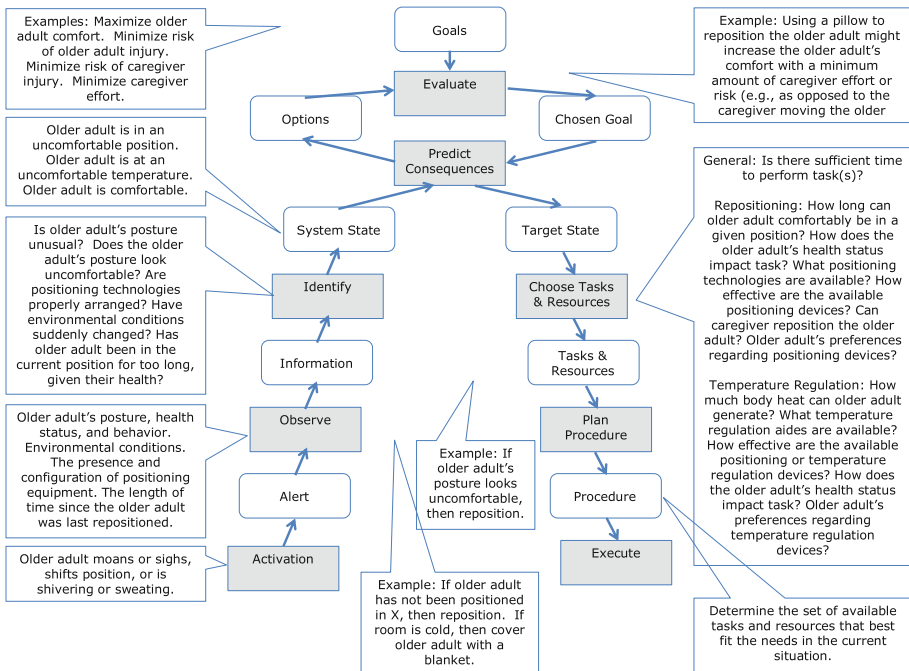 Examples: Maximize older
adult comfort. Minimize risk
of older adult injury.
Minimize risk of caregiver
injury. Minimize caregiver
effort.
Goals
Example: Using a pillow to
reposition the older adult might
increase the older adult's
comfort with a minimum
amount of caregiver effort or
risk (e.g., as opposed to the
caregiver moving the older
Evaluate
Options
Chosen Goal
Older adult is in an
uncomfortable position.
Older adult is at an
uncomfortable temperature.
Older adult is comfortable.
Predict
Consequences
General: Is there sufficient time
to perform task(s)?
Repositioning: How long can
older adult comfortably be in a
given position? How does the
older adult's health status
impact task? What positioning
technologies are available? How
effective are the available
positioning devices? Can
caregiver reposition the older
adult? Older adult's preferences
regarding positioning devices?
Temperature Regulation: How
much body heat can older adult
generate? What temperature
regulation aides are available?
How effective are the available
positioning or temperature
regulation devices? How does
the older adult's health status
impact task? Older adult's
preferences regarding
temperature regulation
devices?
System State
Target State
Is older adult's posture
unusual? Does the older
adult's posture look
uncomfortable? Are
positioning technologies
properly arranged? Have
environmental conditions
suddenly changed? Has
older adult been in the
current position for too long,
given their health?
Identify
Choose Tasks
& Resources
Information
Tasks &
Resources
Older adult's posture, health
status, and behavior.
Environmental conditions.
The presence and
configuration of positioning
equipment. The length of
time since the older adult
was last repositioned.
Observe
Plan
Procedure
Example: If
older adult's
posture looks
uncomfortable,
then reposition.
Alert
Procedure
Older adult moans or sighs,
shifts position, or is
shivering or sweating.
Activation
Execute
Example: If older adult
has not been positioned
in X, then reposition. If
room is cold, then cover
older adult with a
blanket.
Determine the set of available
tasks and resources that best
fit the needs in the current
situation.